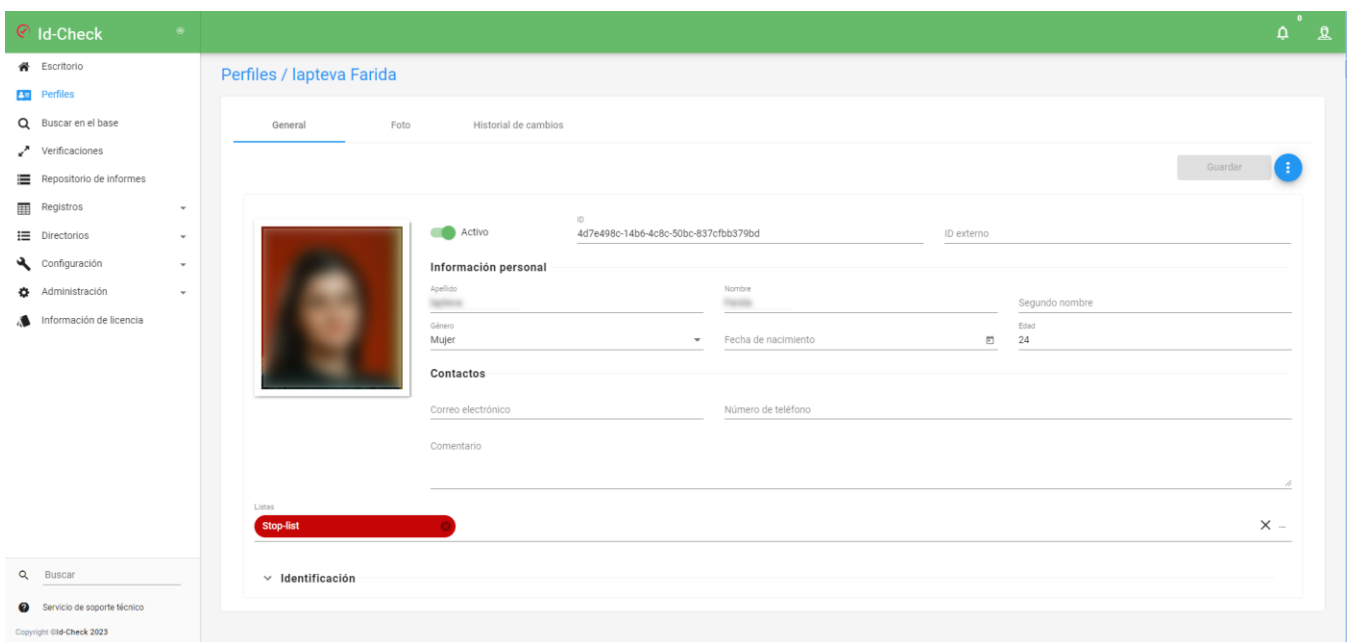 Id-Check
0
Escritorio
Perfiles
Buscar en el base
Verificaciones
Repositorio de informes
Registros
Directorios
Configuración
Administración
Información de licencia
Buscar
Servicio de soporte técnico
Copyright ©Id-Check 2023
Perfiles / lapteva Farida
General Foto Historial de cambios
Guardar
Activo
ID
4d7e498c-14b6-4c8c-50bc-837cfbb379bd
ID externo
Información personal
Apellido
Nombre
Segundo nombre
Género
Mujer
Fecha de nacimiento
Edad
24
Contactos
Correo electrónico
Número de teléfono
Comentario
Listas
Stop-list
Identificación